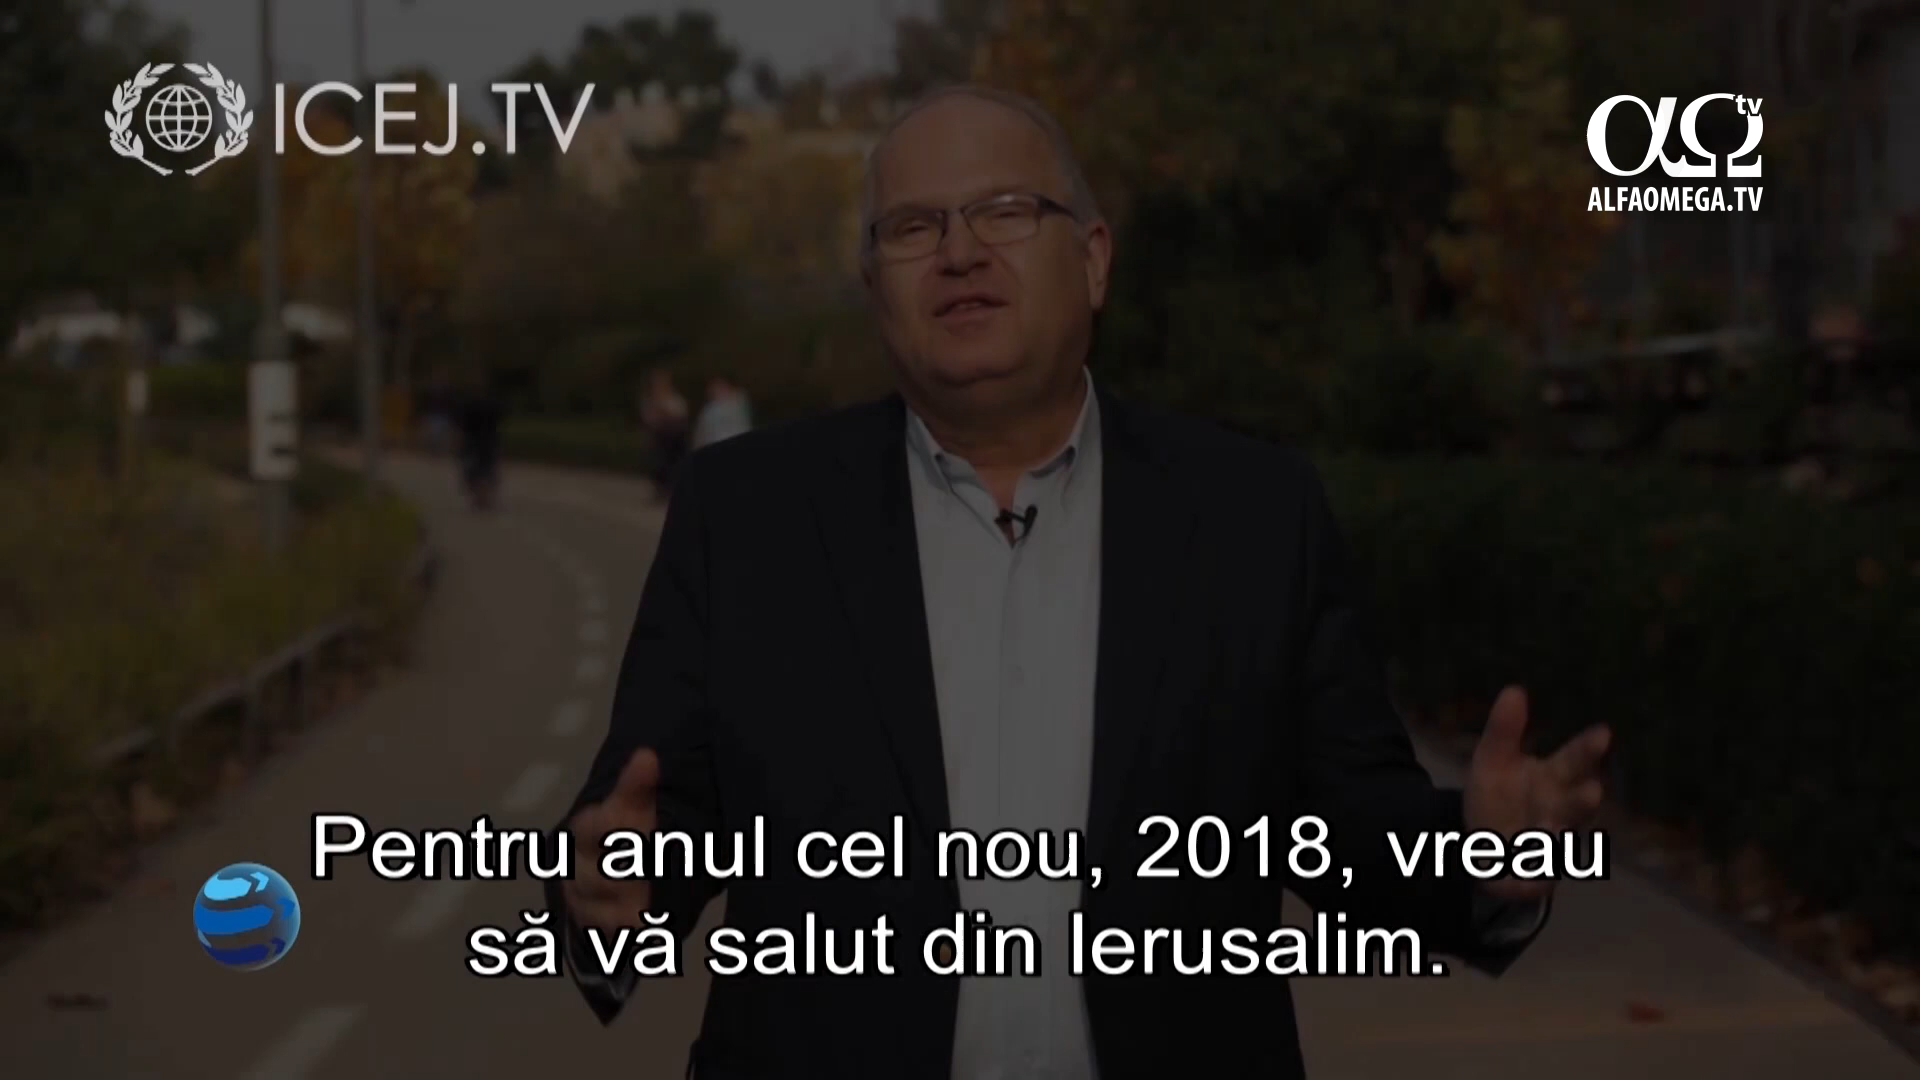 ICEJ.TV
αΩ tv
ALFAOMEGA.TV
E
Pentru anul cel nou, 2018, vreau
să vă salut din Ierusalim.